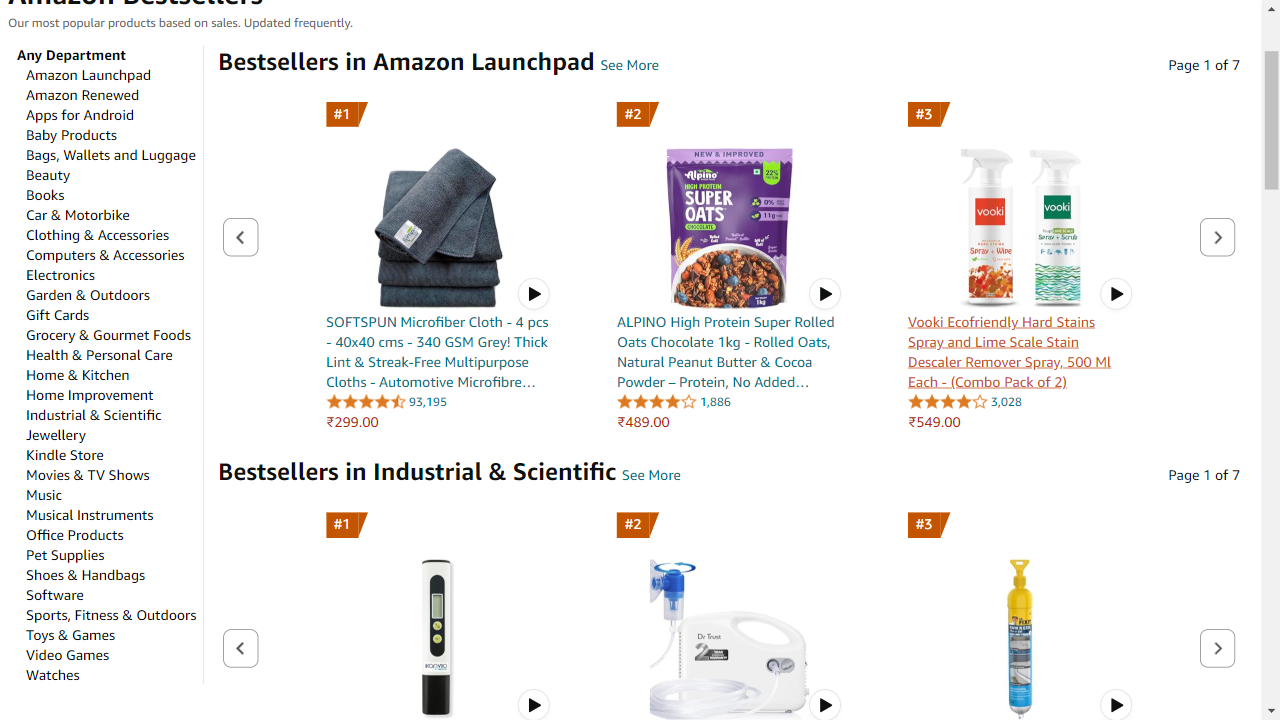 Amazon Bestsellers
Our most popular products based on sales. Updated frequently.
Any Department
Amazon Launchpad
Amazon Renewed
Apps for Android
Baby Products
Bags, Wallets and Luggage
Beauty
Books
Car & Motorbike
Clothing & Accessories
Computers & Accessories
Electronics
Garden & Outdoors
Gift Cards
Grocery & Gourmet Foods
Health & Personal Care
Home & Kitchen
Home Improvement
Industrial & Scientific
Jewellery
Kindle Store
Movies & TV Shows
Music
Musical Instruments
Office Products
Pet Supplies
Shoes & Handbags
Software
Sports, Fitness & Outdoors
Toys & Games
Video Games
Watches
Bestsellers in Amazon Launchpad See More
Page 1 of 7
#1
SOFTSPUN Microfiber Cloth - 4 pcs
- 40x40 cms - 340 GSM Grey! Thick
Lint & Streak-Free Multipurpose
Cloths - Automotive Microfibre…
93,195
₹299.00
#2
NEW & IMPROVED
Alpino
22%
HIGH PROTEIN
SUPER
OATS
CHOCOLATE
0%
11g
1kg
ALPINO High Protein Super Rolled
Oats Chocolate 1kg - Rolled Oats,
Natural Peanut Butter & Cocoa
Powder – Protein, No Added…
1,886
₹489.00
#3
vooki
Spray + Wipe
vooki
Spray + Scrub
Vooki Ecofriendly Hard Stains
Spray and Lime Scale Stain
Descaler Remover Spray, 500 Ml
Each - (Combo Pack of 2)
3,028
₹549.00
Bestsellers in Industrial & Scientific See More
Page 1 of 7
#1
#2
Dr Trust
2
#3